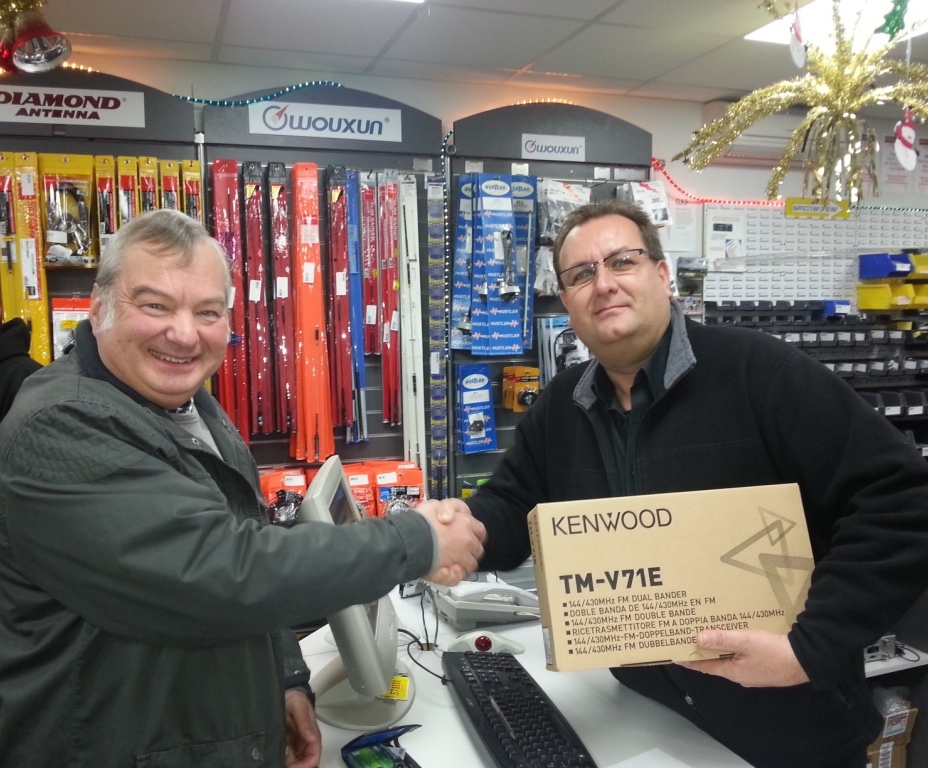 DIAMOND
ANTENNA
WOUXUN
WOUXUN
HUSTLER
HUSTLER
KENWOOD
TM-V71E
■144/430MHz FM DUAL BANDER
■DOBLE BANDA DE 144/430MHz EN FM
■144/430MHz FM DOUBLE BANDE
■RICETRASMETTITORE FM A DOPPIA BANDA 144/430MHz
■144/430MHz-FM-DOPPELBAND-TRANSCEIVER
■144/430MHz FM DUBBELBANDE